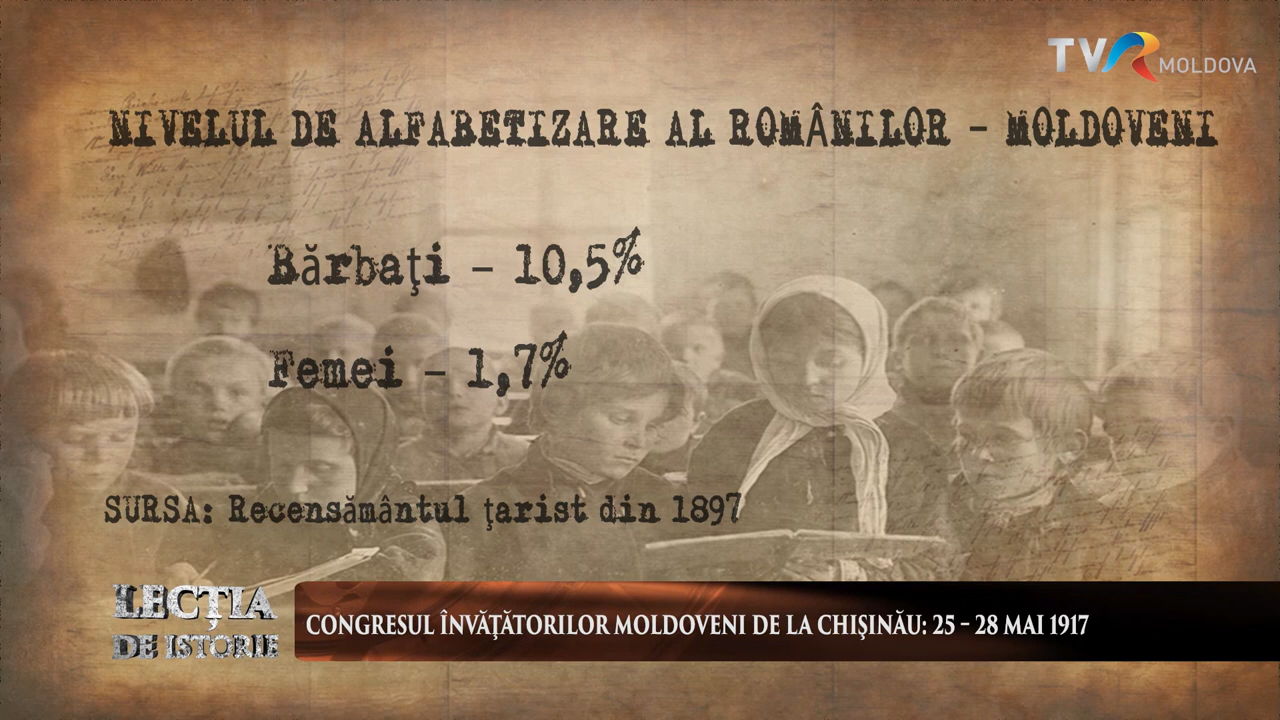 TVR MOLDOVA
NIVELUL DE ALFABETIZARE AL ROMÂNILOR - MOLDOVENI
Bărbaţi - 10,5%
Femei - 1,7%
SURSA: Recensământul ţarist din 1897
LECȚIA
DE ISTORIE
CONGRESUL ÎNVĂŢĂTORILOR MOLDOVENI DE LA CHIŞINĂU: 25 - 28 MAI 1917